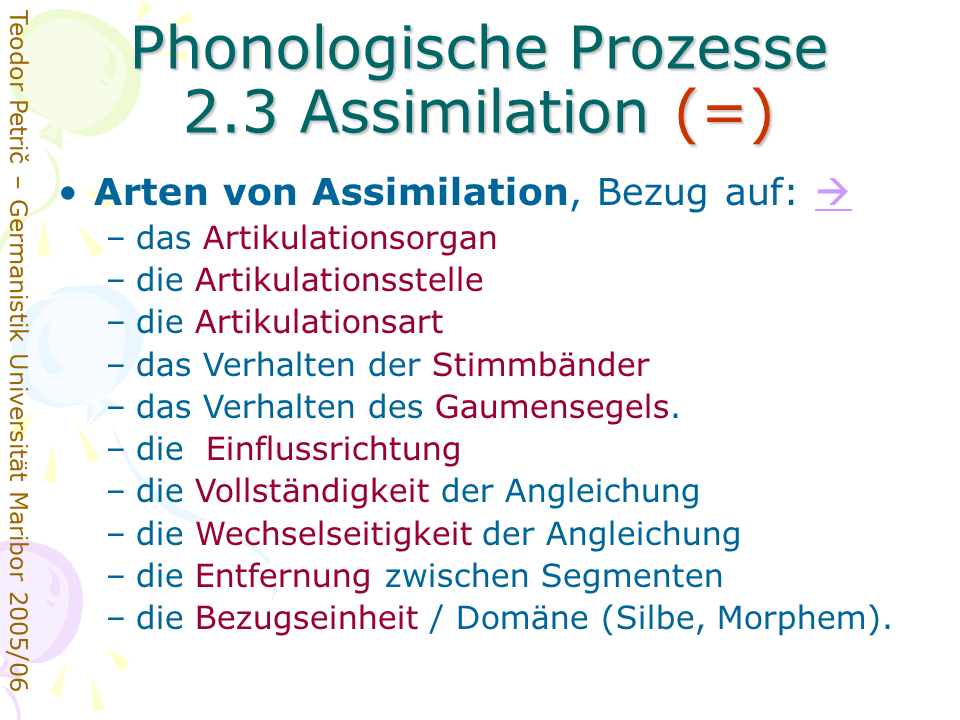 Phonologische Prozesse
2.3 Assimilation (=)
• Arten von Assimilation, Bezug auf: →
– das Artikulationsorgan
– die Artikulationsstelle
– die Artikulationsart
– das Verhalten der Stimmbänder
– das Verhalten des Gaumensegels.
– die  Einflussrichtung
– die Vollständigkeit der Angleichung
– die Wechselseitigkeit der Angleichung
– die Entfernung zwischen Segmenten
– die Bezugseinheit / Domäne (Silbe, Morphem).
Teodor Petrič – Germanistik Universität Maribor 2005/06